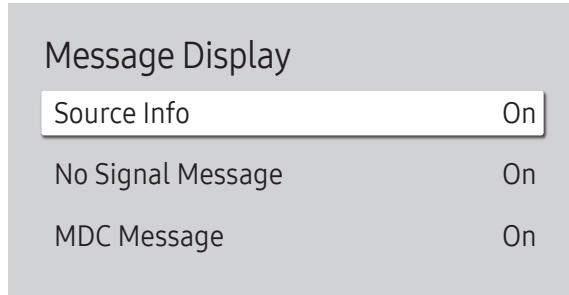 Message Display
Source Info On
No Signal Message On
MDC Message On